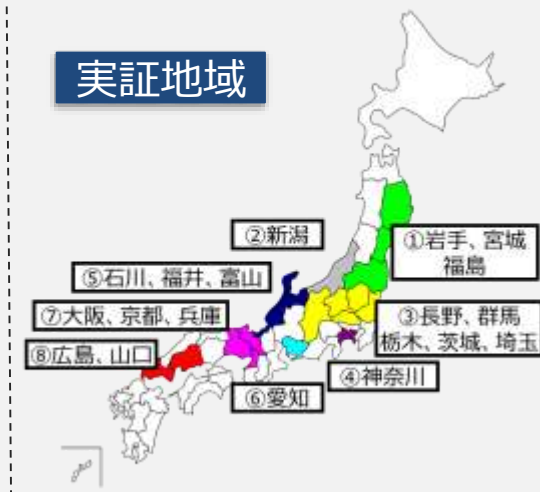 実証地域
②新潟
①岩手、宮城
福島
⑤石川、福井、富山
⑦大阪、京都、兵庫
③長野、群馬
栃木、茨城、埼玉
⑧広島、山口
④神奈川
⑥愛知